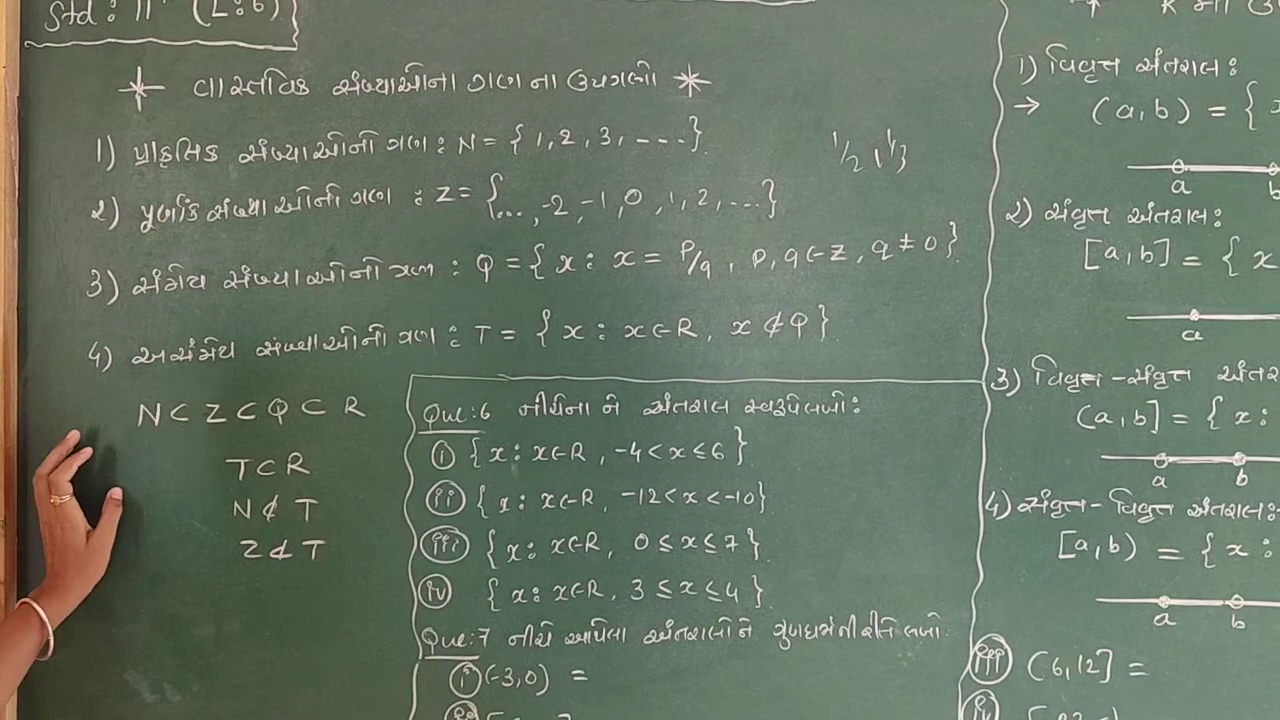 Std : 11 (L:6)
* વાસ્તવિક સંખ્યાઓના ગણ ના ઉપગણો *
1) પ્રાકૃતિક સંખ્યાઓનો ગણ : N = { 1, 2, 3, ---- }
1/2, 1/3
2) પૂર્ણાંક સંખ્યાઓનો ગણ : Z = {..., -2, -1, 0, 1, 2, ...}
3) સંમેય સંખ્યાઓનો ગણ : Q = { x : x = P/q, p, q ∈ Z, q ≠ 0 }
4) અસંમેય સંખ્યાઓનો ગણ : T = { x : x ∈ R, x ∉ Q }
N ⊂ Z ⊂ Q ⊂ R
T ⊂ R
N ⊄ T
Z ⊄ T
Que:6 નીચેના ને અંતરાલ સ્વરૂપે લખો :
i) { x : x ∈ R, -4 < x ≤ 6 }
ii) { x : x ∈ R, -12 < x < -10 }
iii) { x : x ∈ R, 0 ≤ x ≤ 7 }
iv) { x : x ∈ R, 3 ≤ x ≤ 4 }
Que:7 નીચે આપેલા અંતરાલોને ગુણધર્મની રીતે લખો.
i) (-3, 0) =
R ના
1) વિવૃત્ત અંતરાલ :
→ (a, b) = {
a b
2) સંવૃત્ત અંતરાલ :
[a, b] = { x
a
3) વિવૃત્ત - સંવૃત્ત
(a, b] = { x :
a b
4) સંવૃત્ત - વિવૃત્ત અંતરાલ :
[a, b) = { x :
a b
iii) (6, 12] =
iv)